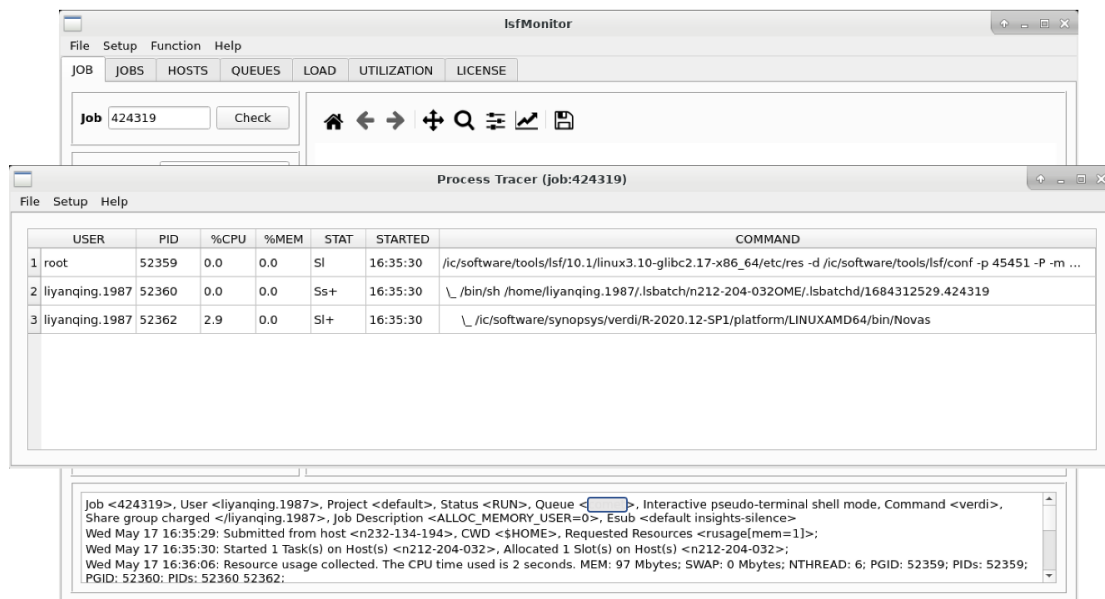 lsfMonitor
File Setup Function Help
JOB JOBS HOSTS QUEUES LOAD UTILIZATION LICENSE
Job 424319 Check
Process Tracer (job:424319)
File Setup Help
USER PID %CPU %MEM STAT STARTED COMMAND
1 root 52359 0.0 0.0 Sl 16:35:30 /ic/software/tools/lsf/10.1/linux3.10-glibc2.17-x86_64/etc/res -d /ic/software/tools/lsf/conf -p 45451 -P -m ...
2 liyanqing.1987 52360 0.0 0.0 Ss+ 16:35:30 \_ /bin/sh /home/liyanqing.1987/.lsbatch/n212-204-032OME/.lsbatchd/1684312529.424319
3 liyanqing.1987 52362 2.9 0.0 Sl+ 16:35:30 \_ /ic/software/synopsys/verdi/R-2020.12-SP1/platform/LINUXAMD64/bin/Novas
Job <424319>, User <liyanqing.1987>, Project <default>, Status <RUN>, Queue < >, Interactive pseudo-terminal shell mode, Command <verdi>,
Share group charged </liyanqing.1987>, Job Description <ALLOC_MEMORY_USER=0>, Esub <default insights-silence>
Wed May 17 16:35:29: Submitted from host <n232-134-194>, CWD <$HOME>, Requested Resources <rusage[mem=1]>;
Wed May 17 16:35:30: Started 1 Task(s) on Host(s) <n212-204-032>, Allocated 1 Slot(s) on Host(s) <n212-204-032>;
Wed May 17 16:36:06: Resource usage collected. The CPU time used is 2 seconds. MEM: 97 Mbytes; SWAP: 0 Mbytes; NTHREAD: 6; PGID: 52359; PIDs: 52359;
PGID: 52360; PIDs: 52360 52362;